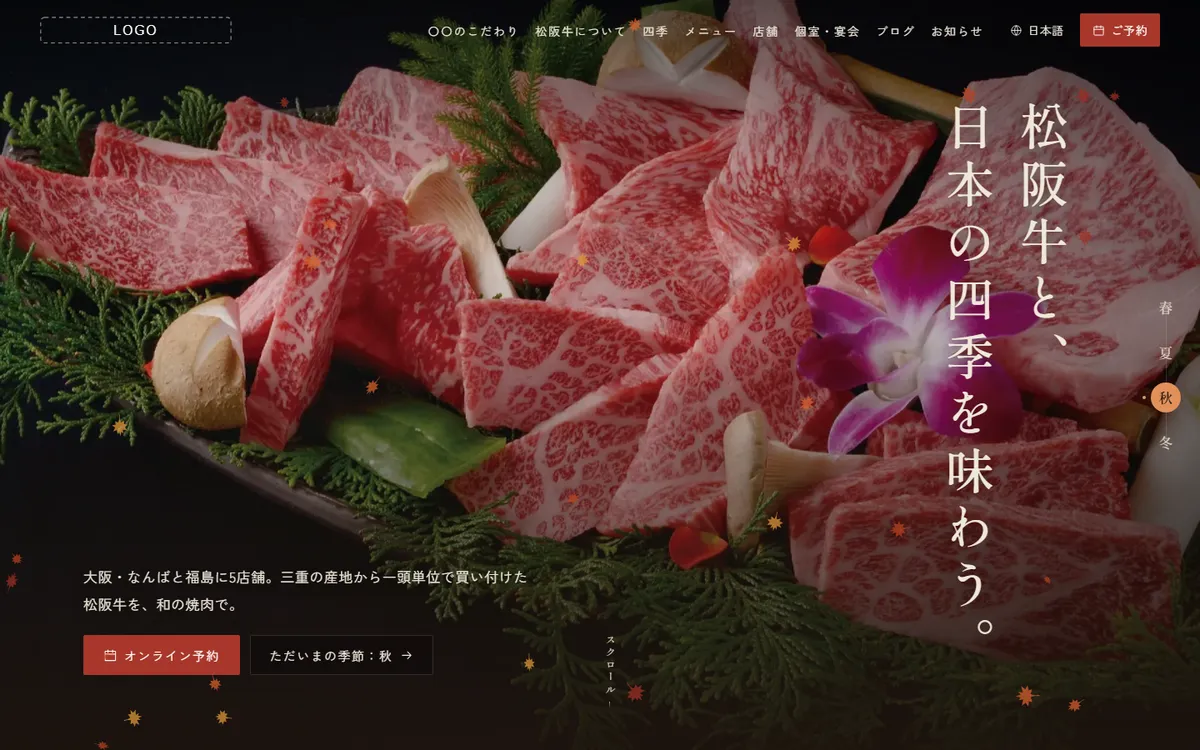 LOGO
〇〇のこだわり
松阪牛について
四季
メニュー
店舗
個室・宴会
ブログ
お知らせ
日本語
ご予約
松阪牛と、
日本の四季を味わう。
春
夏
秋
冬
大阪・なんばと福島に5店舗。三重の産地から一頭単位で買い付けた
松阪牛を、和の焼肉で。
オンライン予約
ただいまの季節：秋 →
スクロール